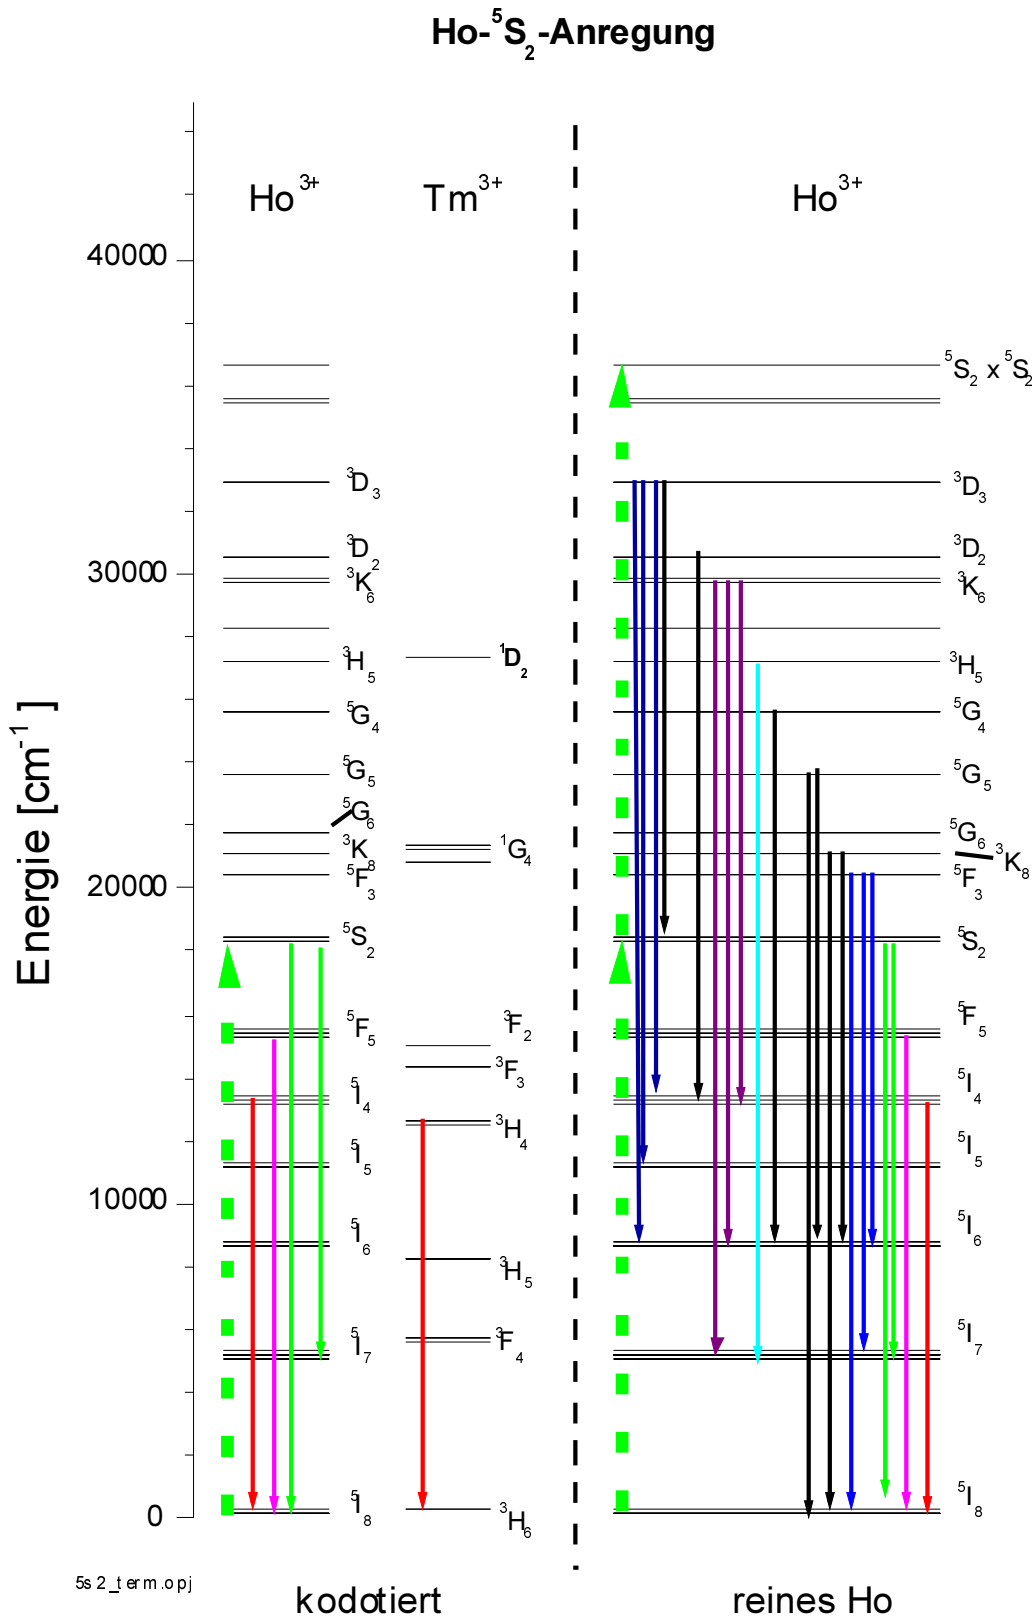 Ho-⁵S₂-Anregung
Ho³⁺
Tm³⁺
Ho³⁺
Energie [cm⁻¹]
40000
30000
20000
10000
0
³D₃
³D₂
³K₆
³H₅
⁵G₄
⁵G₅
⁵G₆
³K₈
⁵F₃
⁵S₂
⁵F₅
⁵I₄
⁵I₅
⁵I₆
⁵I₇
⁵I₈
¹D₂
¹G₄
³F₂
³F₃
³H₄
³H₅
³F₄
³H₆
⁵S₂ x ⁵S₂
³D₃
³D₂
³K₆
³H₅
⁵G₄
⁵G₅
⁵G₆
³K₈
⁵F₃
⁵S₂
⁵F₅
⁵I₄
⁵I₅
⁵I₆
⁵I₇
⁵I₈
5s2_term.opj
kodotiert
reines Ho